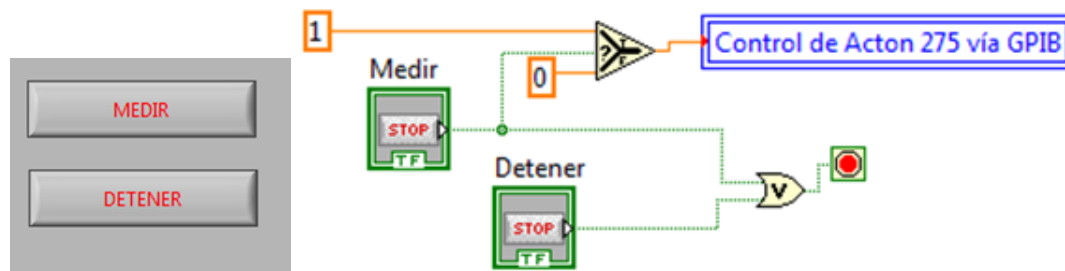 MEDIR
DETENER
1
T
?
F
0
Control de Acton 275 vía GPIB
Medir
STOP
TF
Detener
STOP
TF
V